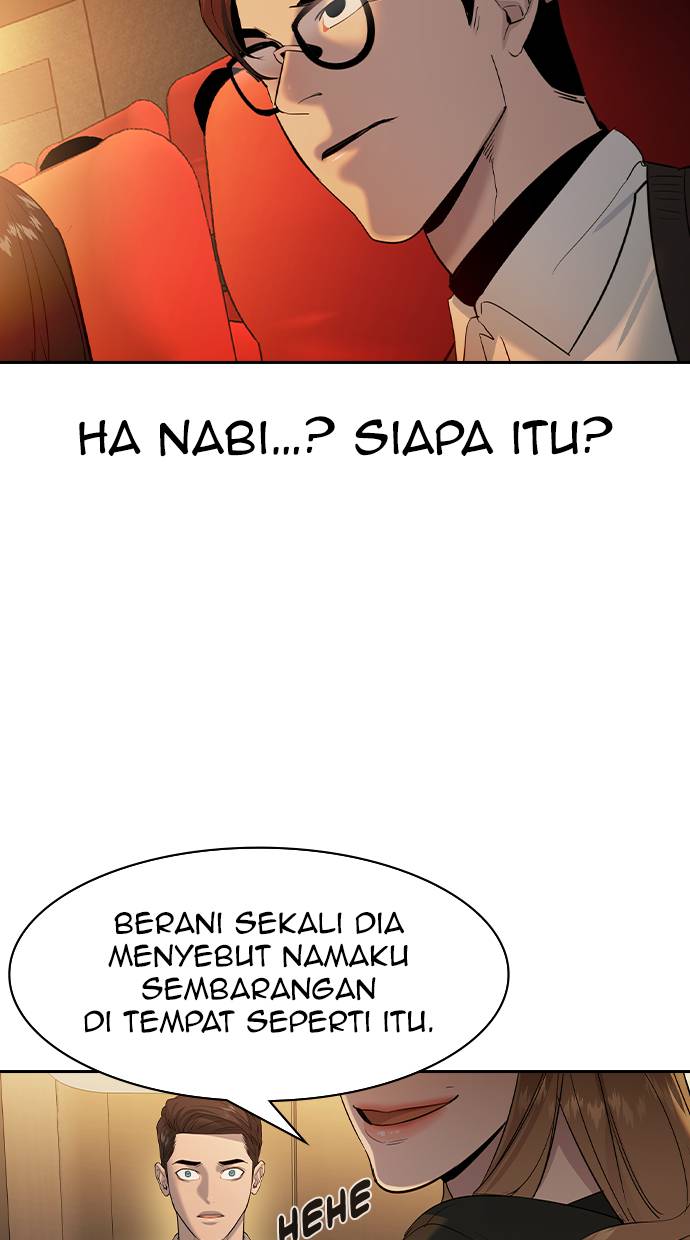 HA NABI...? SIAPA ITU?
BERANI SEKALI DIA
MENYEBUT NAMAKU
SEMBARANGAN
DI TEMPAT SEPERTI ITU.
HEHE